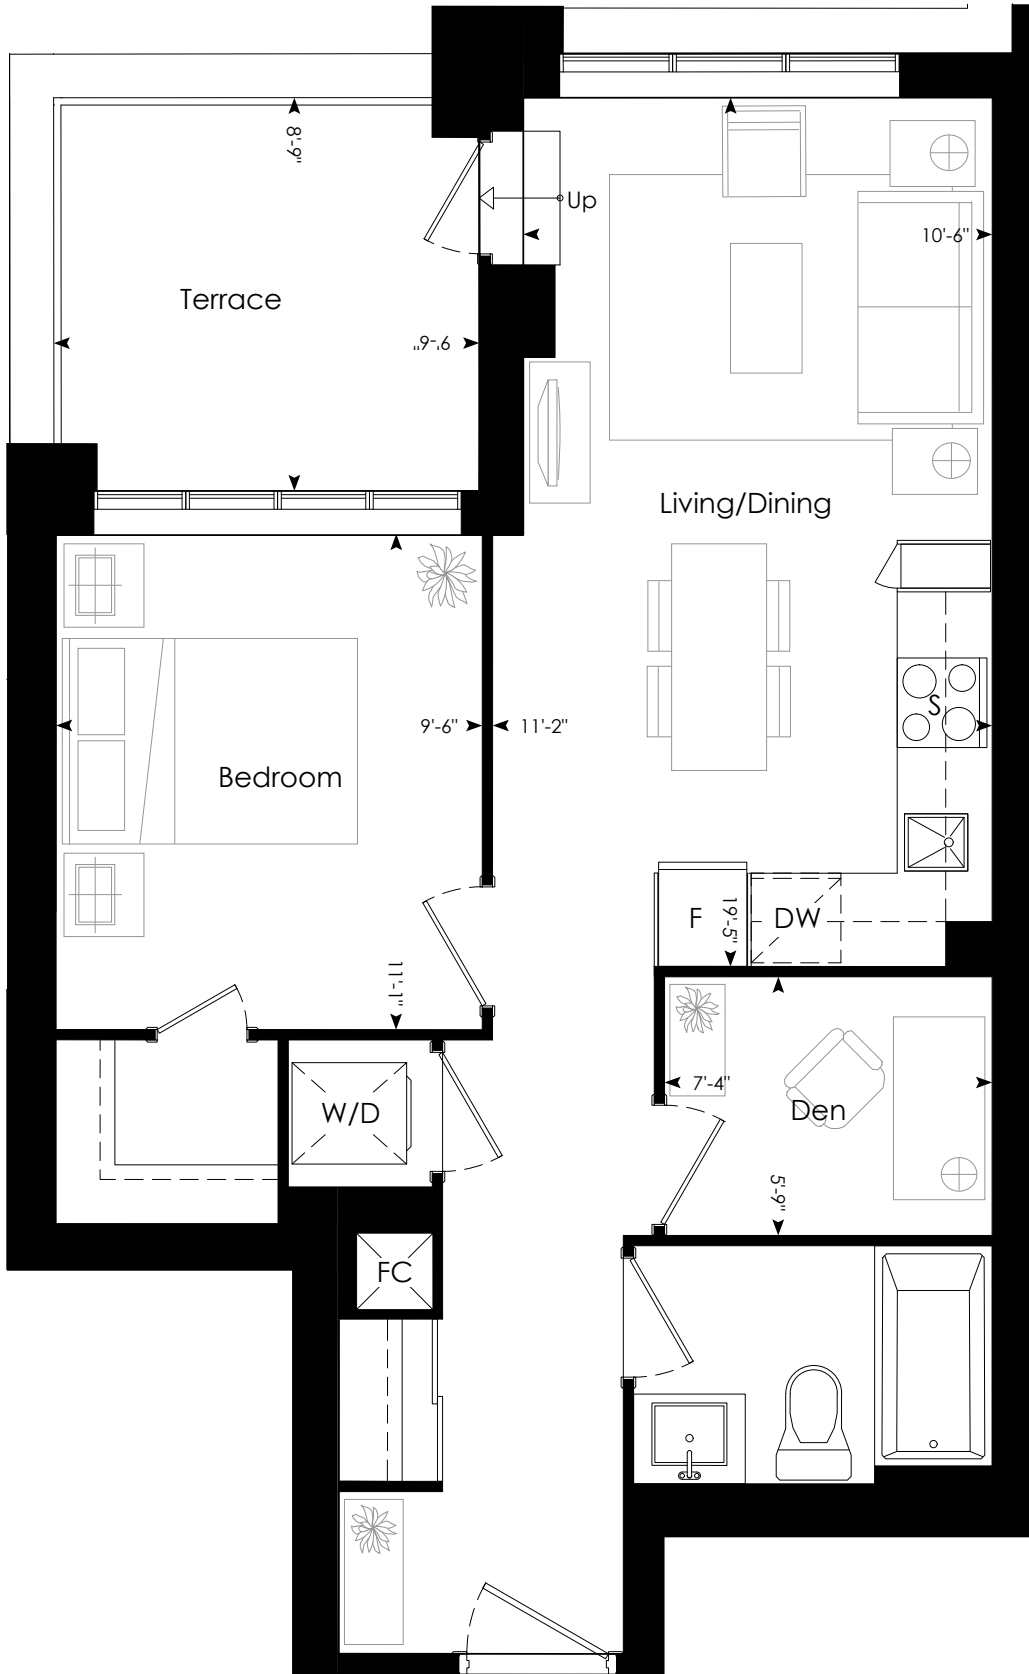 8'-9"
Up
10'-6"
Terrace
9'-6"
Living/Dining
S
9'-6"
11'-2"
Bedroom
F
19'-5"
DW
11'-1"
7'-4"
W/D
Den
5'-9"
FC